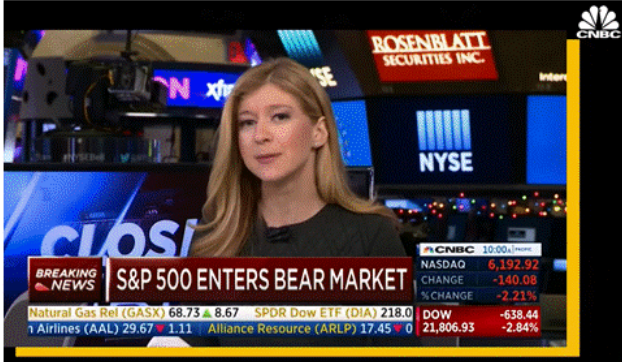 CNBC
ROSENBLATT
SECURITIES INC.
xfi
NYSE
CLOSI
CNBC 10:00
BREAKING
NEWS
S&P 500 ENTERS BEAR MARKET
NASDAQ 6,192.92
CHANGE -140.08
% CHANGE -2.21%
Natural Gas Rel (GASX) 68.73 ▲ 8.67 SPDR Dow ETF (DIA) 218.0
n Airlines (AAL) 29.67 ▼ 1.11 Alliance Resource (ARLP) 17.45 ▼ 0
DOW -638.44
21,806.93 -2.84%